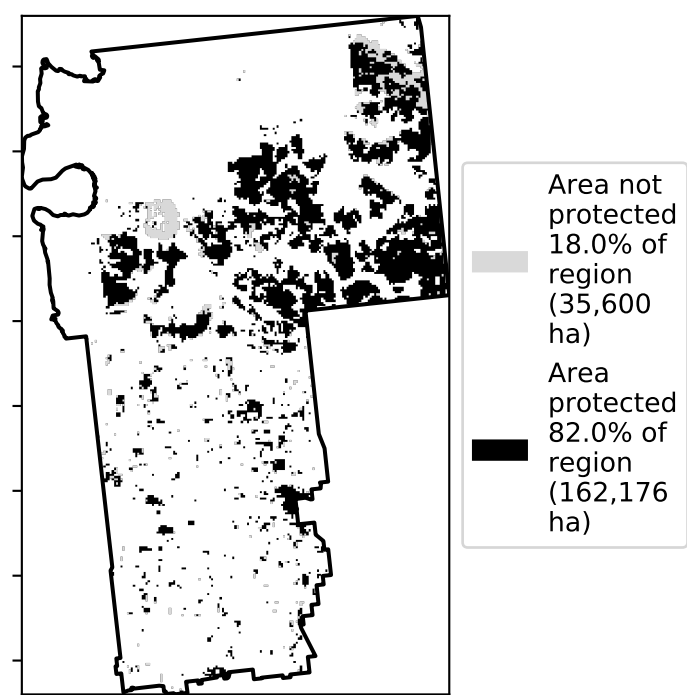 Area not
protected
18.0% of
region
(35,600
ha)
Area
protected
82.0% of
region
(162,176
ha)